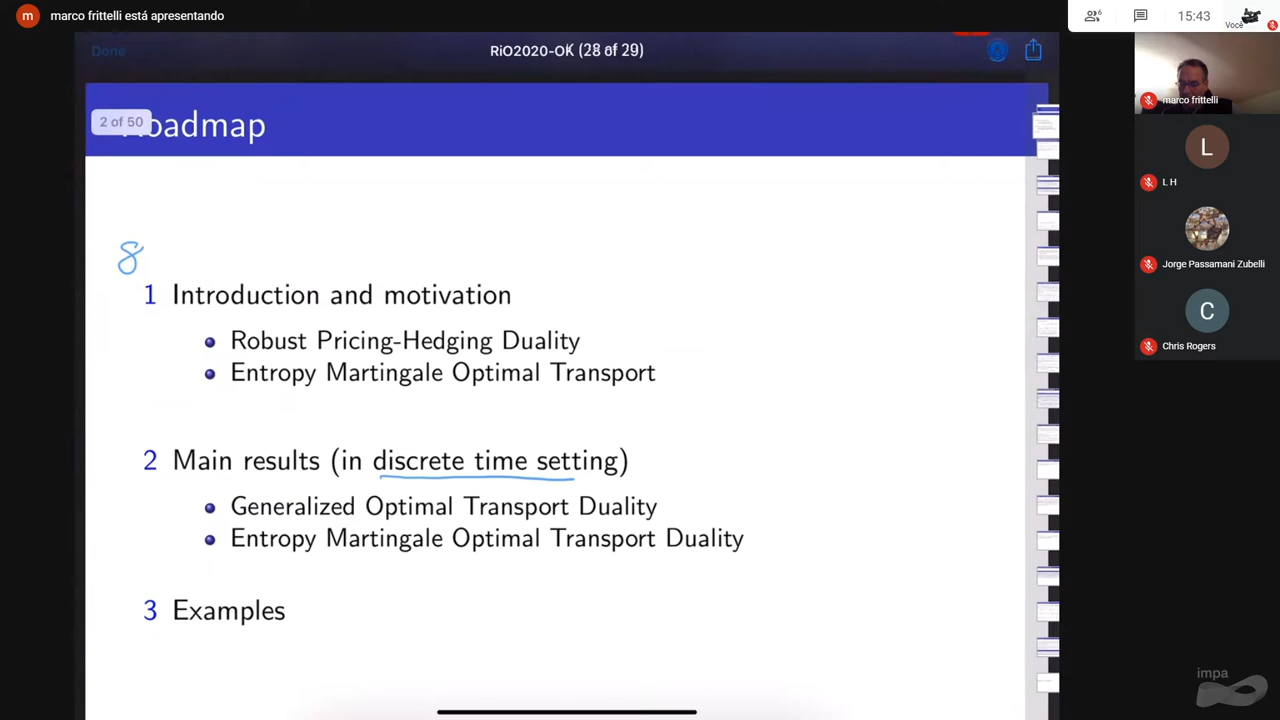 marco frittelli está apresentando
15:43
6
Você
Done
RiO2020-OK (28 of 29)
2 of 50
Roadmap
8
1 Introduction and motivation
Robust Pricing-Hedging Duality
Entropy Martingale Optimal Transport
2 Main results (in discrete time setting)
Generalized Optimal Transport Duality
Entropy Martingale Optimal Transport Duality
3 Examples
m
marco frittelli
L
L H
Jorge Passamani Zubelli
C
Chris Rogers
impa